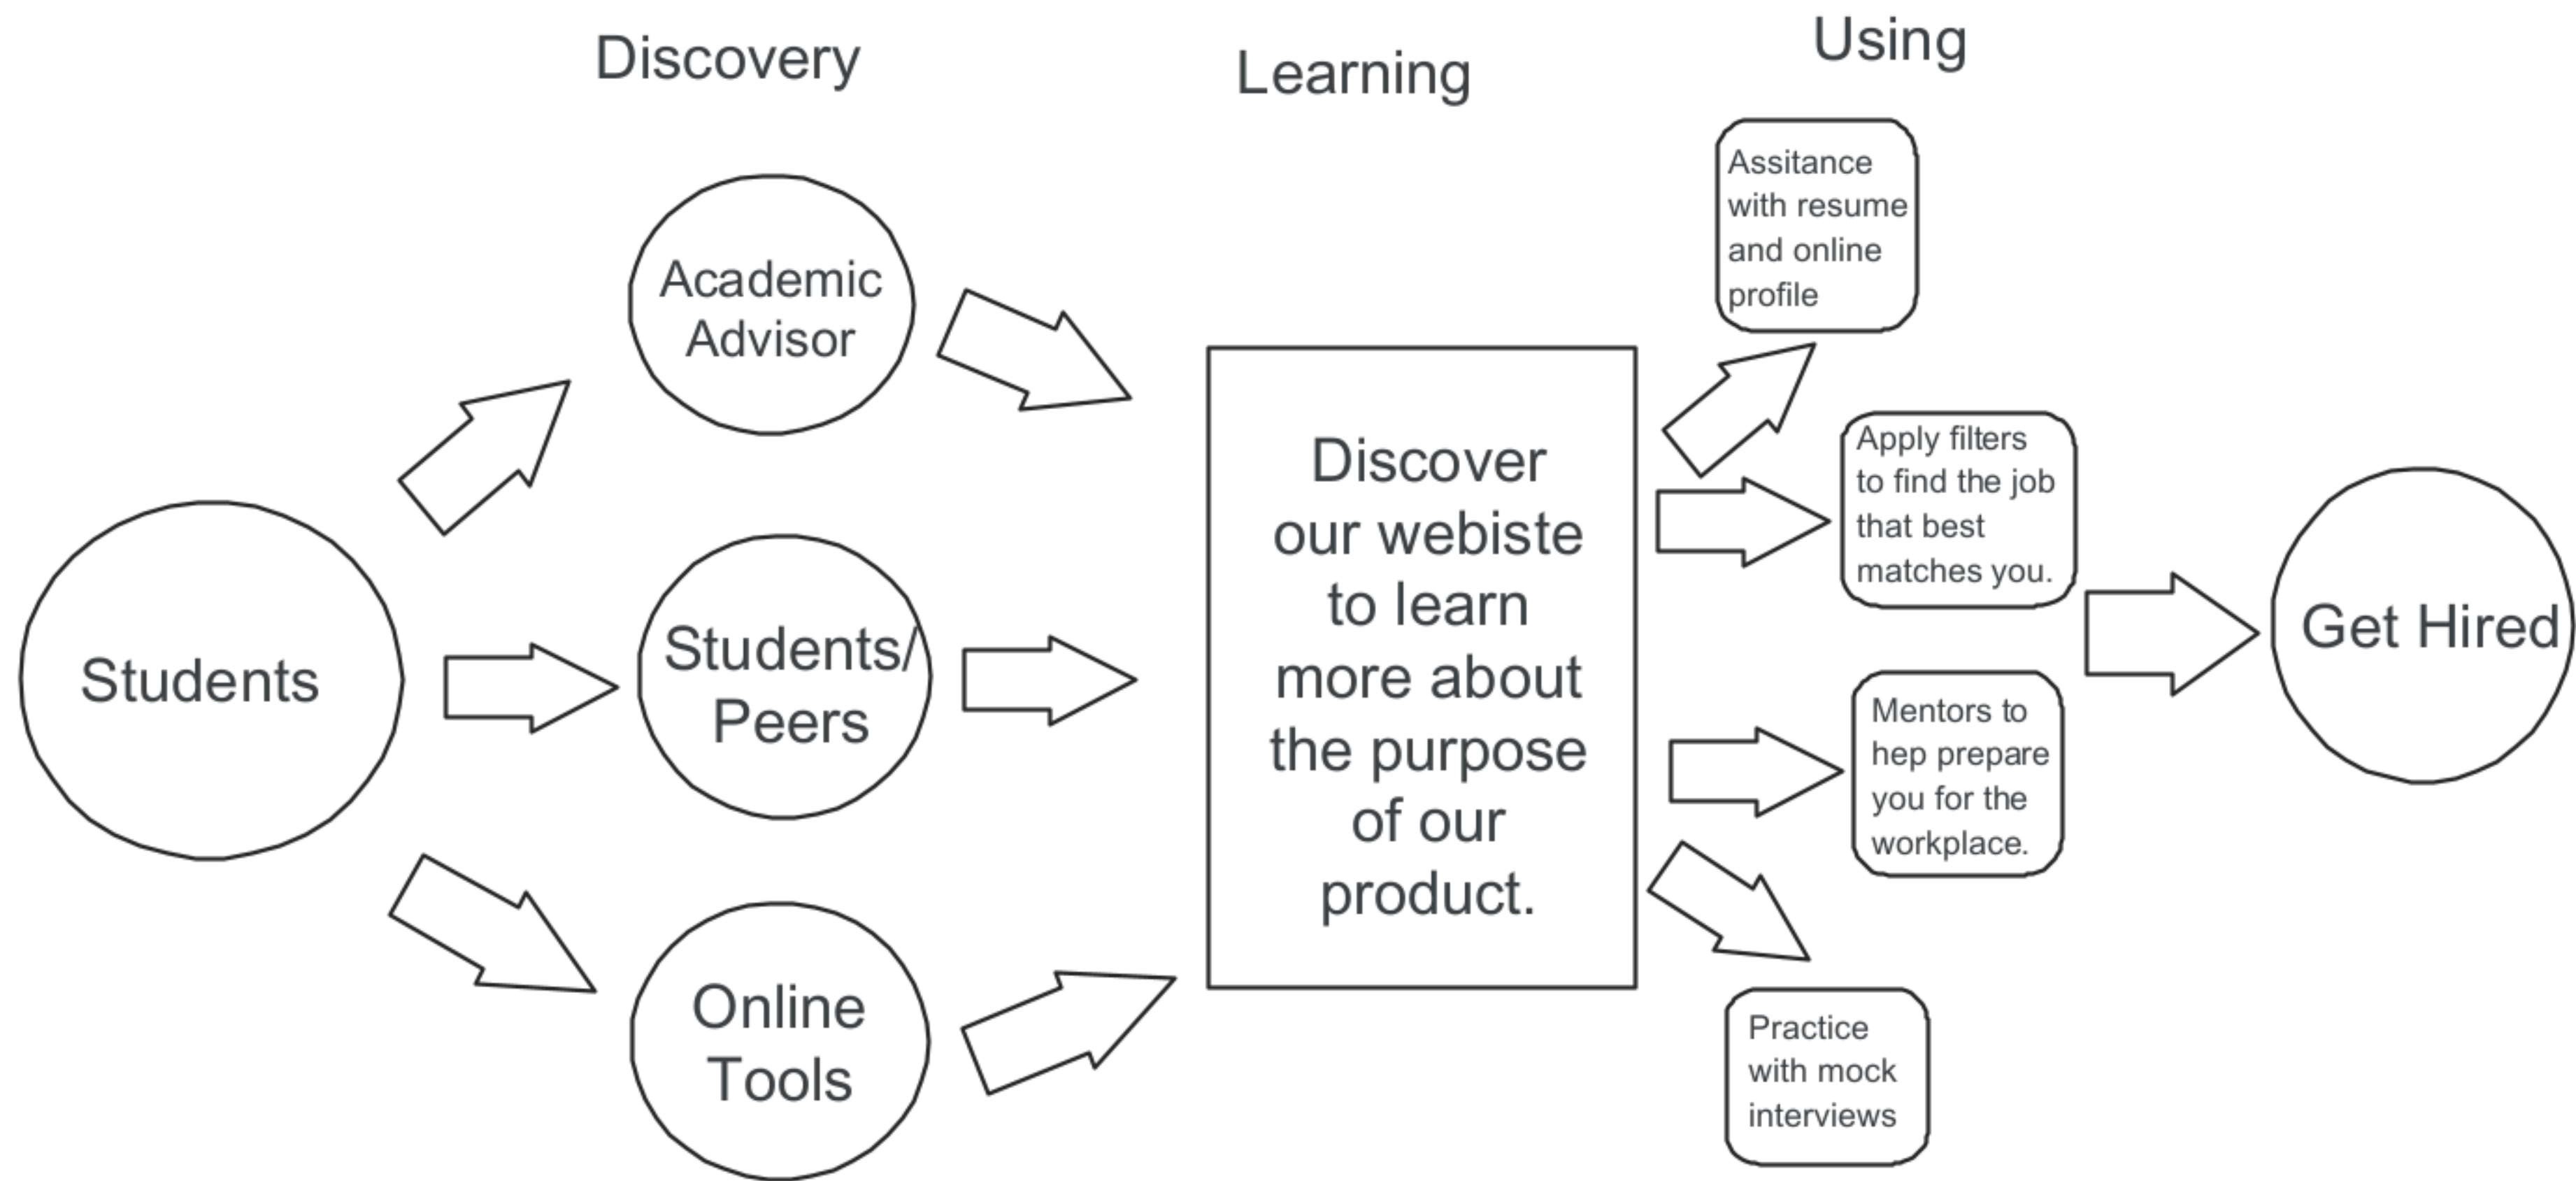 Discovery
Learning
Using
Students
Academic
Advisor
Students/
Peers
Online
Tools
Discover
our webiste
to learn
more about
the purpose
of our
product.
Assitance
with resume
and online
profile
Apply filters
to find the job
that best
matches you.
Mentors to
hep prepare
you for the
workplace.
Practice
with mock
interviews
Get Hired